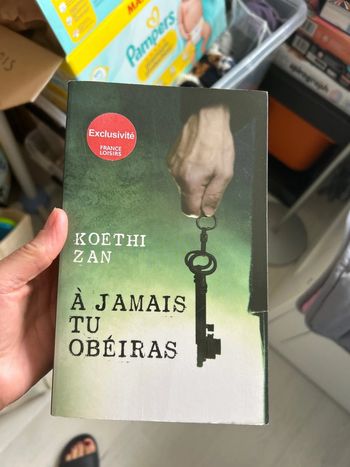 Pampers
Exclusivité
FRANCE
LOISIRS
KOETHI
ZAN
À JAMAIS
TU
OBÉIRAS